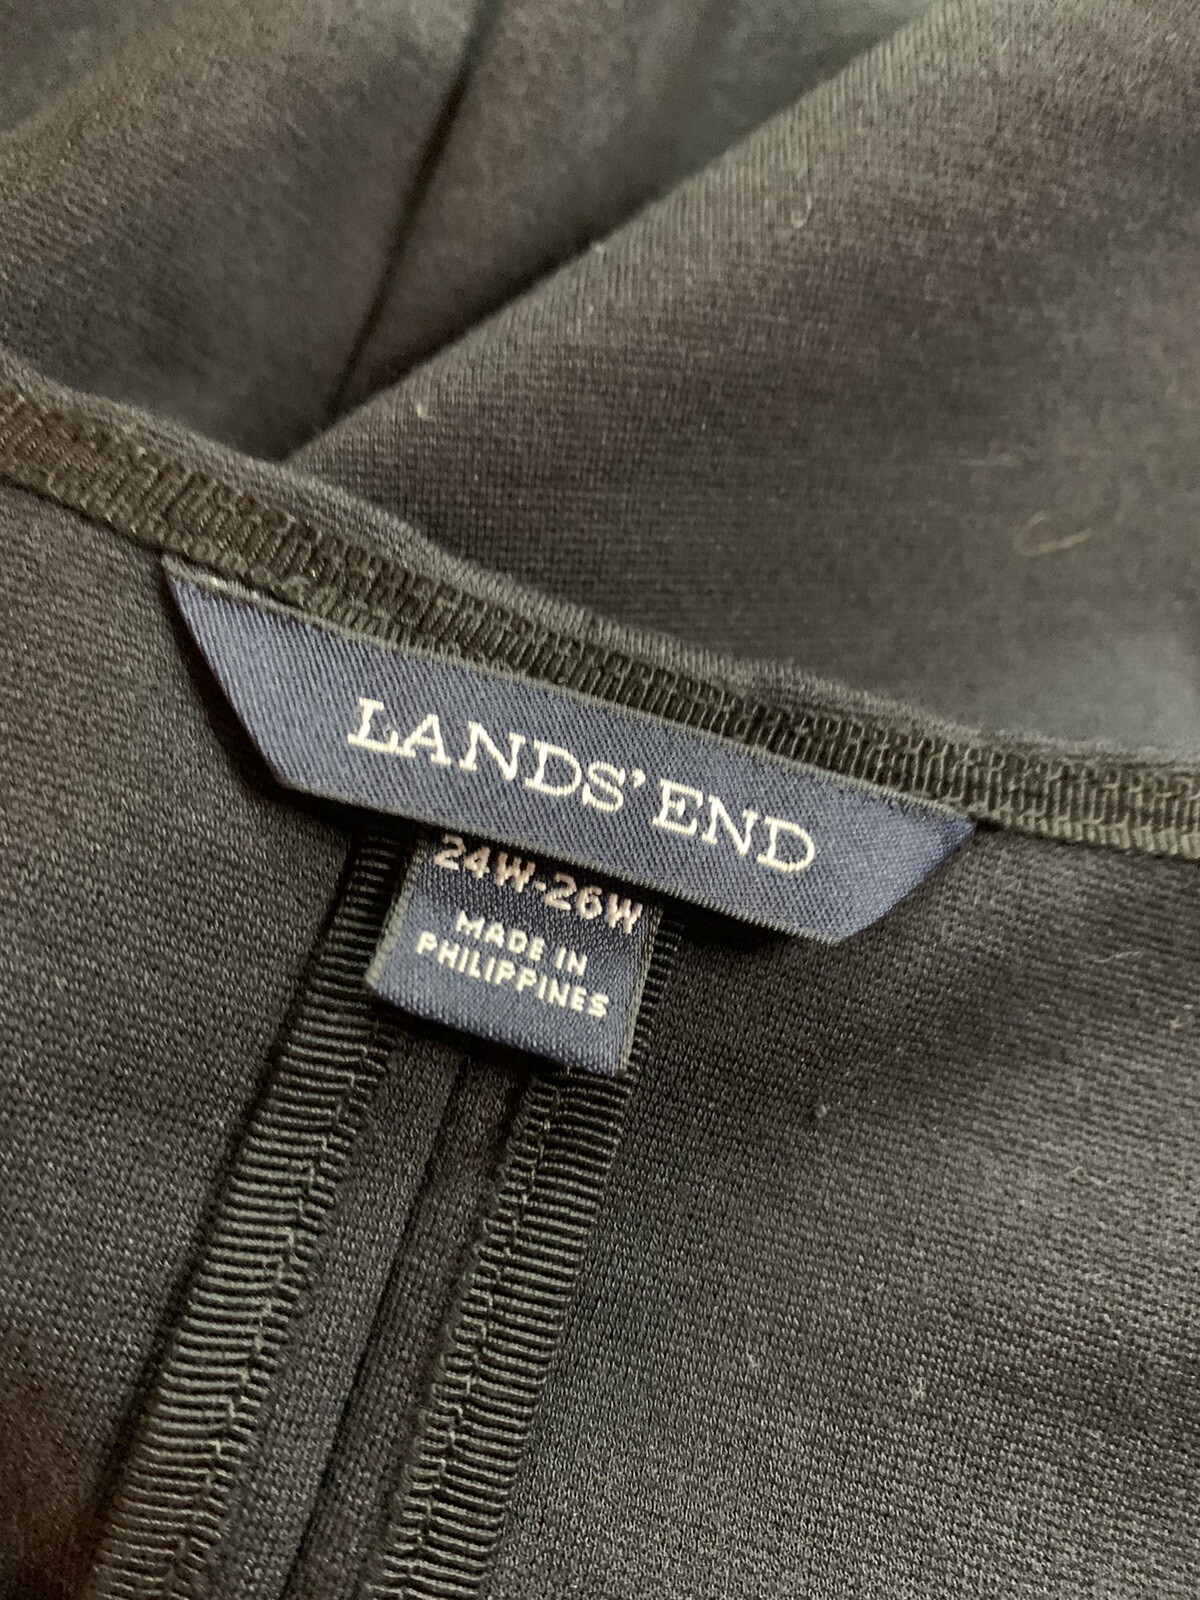 LANDS' END
24W-26W
MADE IN
PHILIPPINES